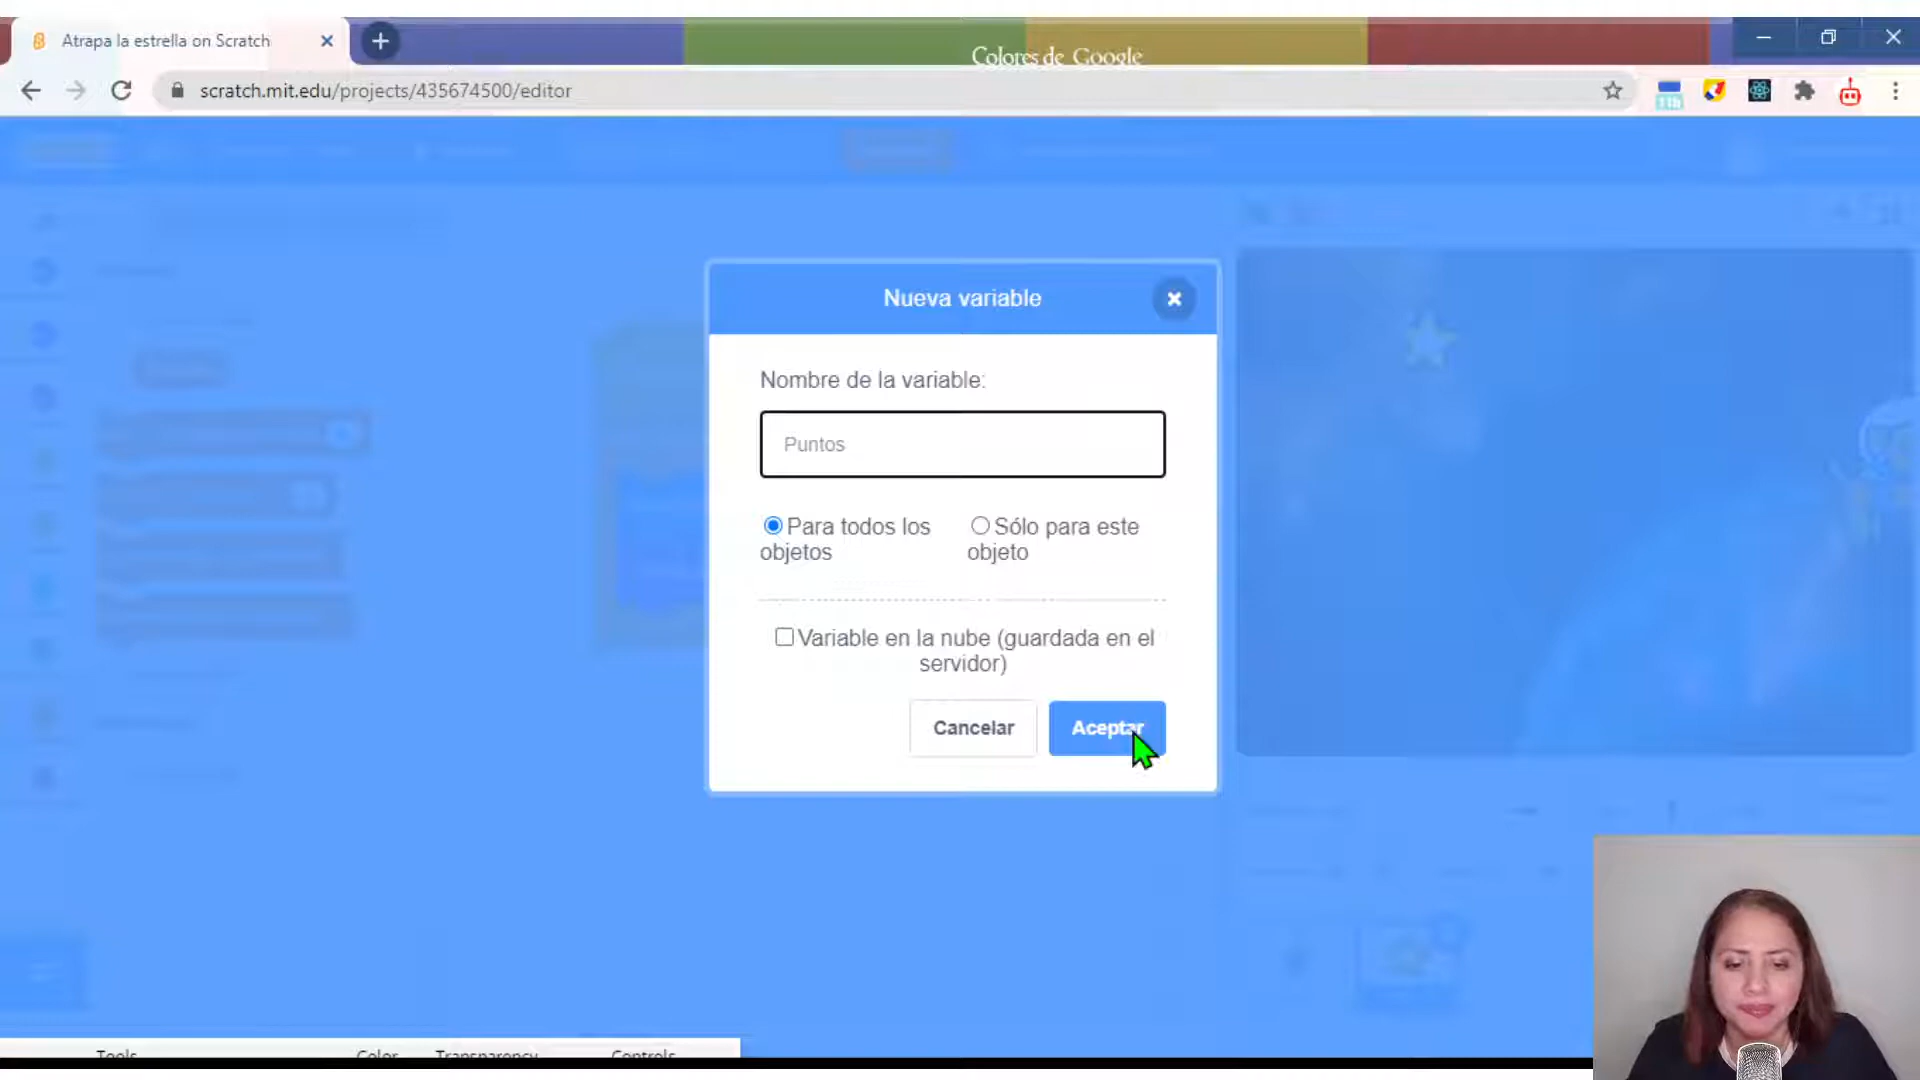 Atrapa la estrella on Scratch
Colores de Google
scratch.mit.edu/projects/435674500/editor
11h
Nueva variable
Nombre de la variable:
Puntos
Para todos los
objetos
Sólo para este
objeto
Variable en la nube (guardada en el
servidor)
Cancelar
Aceptar
Tools
Color
Transparency
Controls